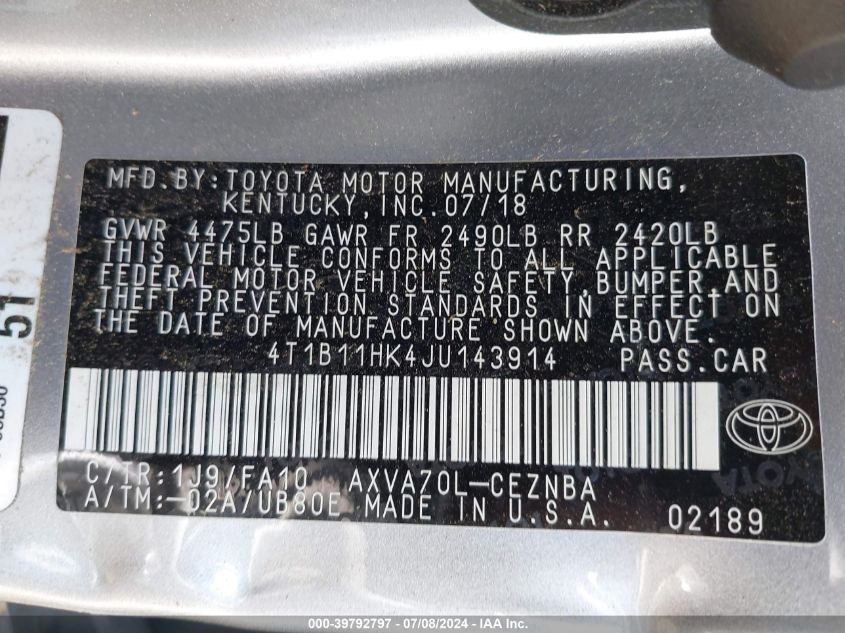 MFD.BY:TOYOTA MOTOR MANUFACTURING,
KENTUCKY, INC. 07/18
GVWR 4475LB GAWR FR 2490LB RR 2420LB
THIS VEHICLE CONFORMS TO ALL APPLICABLE
FEDERAL MOTOR VEHICLE SAFETY, BUMPER, AND
THEFT PREVENTION STANDARDS IN EFFECT ON
THE DATE OF MANUFACTURE SHOWN ABOVE.
4T1B11HK4JU143914 PASS.CAR
C/TR:1J9/FA10 AXVA70L-CEZNBA
A/TM:-02A/UB80E MADE IN U.S.A. 02189
TOYOTA
51
000-39792797 - 07/08/2024 - IAA Inc.